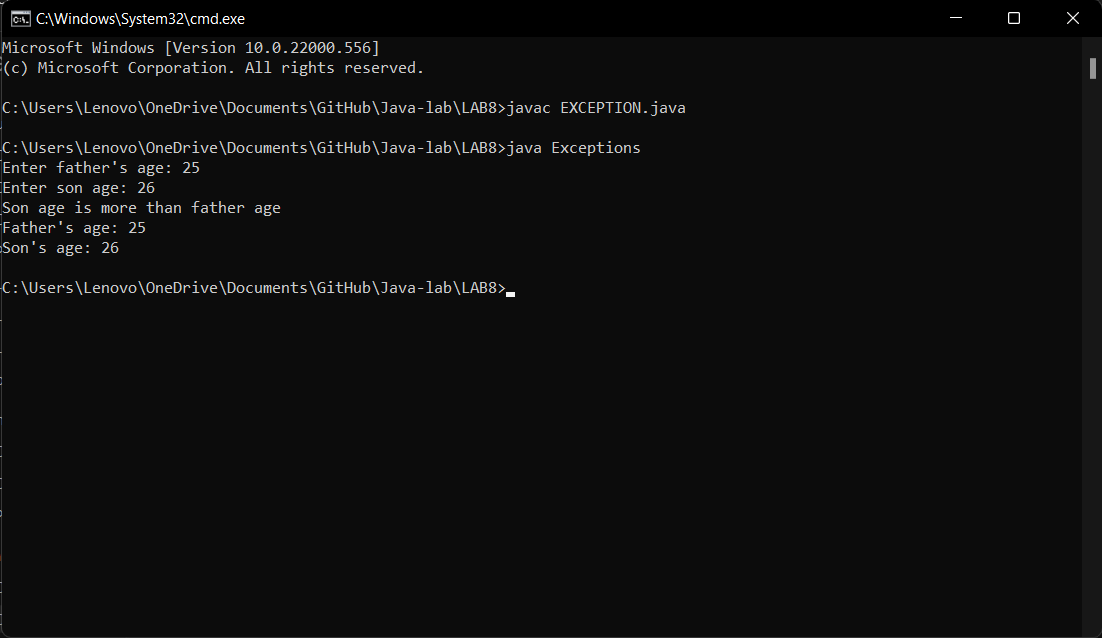 C:\Windows\System32\cmd.exe
Microsoft Windows [Version 10.0.22000.556]
(c) Microsoft Corporation. All rights reserved.
C:\Users\Lenovo\OneDrive\Documents\GitHub\Java-lab\LAB8>javac EXCEPTION.java
C:\Users\Lenovo\OneDrive\Documents\GitHub\Java-lab\LAB8>java Exceptions
Enter father's age: 25
Enter son age: 26
Son age is more than father age
Father's age: 25
Son's age: 26
C:\Users\Lenovo\OneDrive\Documents\GitHub\Java-lab\LAB8>